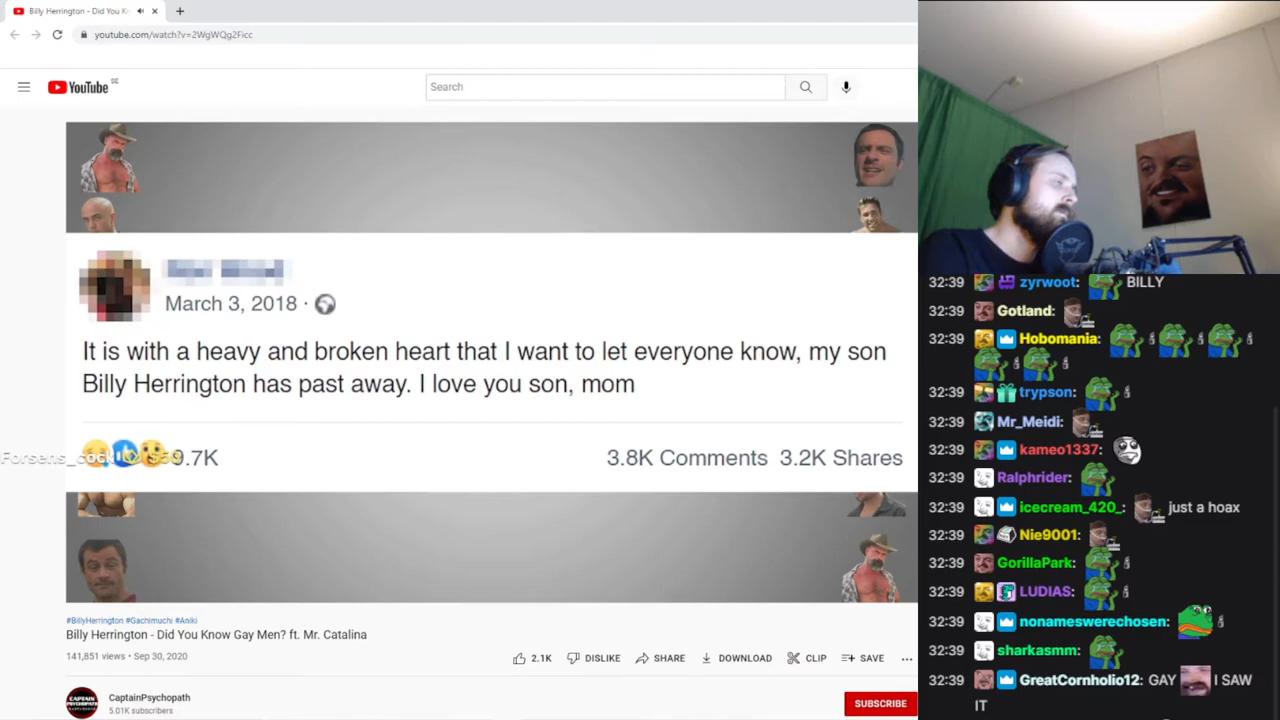 Billy Herrington - Did You Kn
youtube.com/watch?v=2WgWQg2Ficc
YouTube
Search
March 3, 2018 ·
It is with a heavy and broken heart that I want to let everyone know, my son
Billy Herrington has past away. I love you son, mom
9.7K
3.8K Comments 3.2K Shares
Forsens_cock
#BillyHerrington #Gachimuchi #Aniki
Billy Herrington - Did You Know Gay Men? ft. Mr. Catalina
141,851 views • Sep 30, 2020
2.1K
DISLIKE
SHARE
DOWNLOAD
CLIP
SAVE
CaptainPsychopath
5.01K subscribers
SUBSCRIBE
32:39 zyrwoot: BILLY
32:39 Gotland:
32:39 Hobomania:
32:39 trypson:
32:39 Mr_Meidi:
32:39 kameo1337:
32:39 Ralphrider:
32:39 icecream_420_: just a hoax
32:39 Nie9001:
32:39 GorillaPark:
32:39 LUDIAS:
32:39 nonameswerechosen:
32:39 sharkasmm:
32:39 GreatCornholio12: GAY I SAW
IT